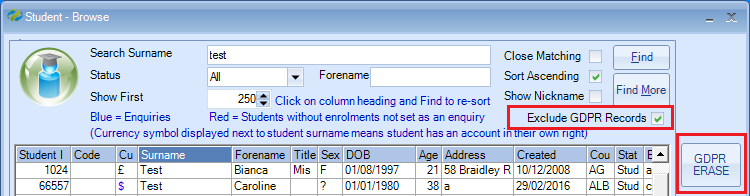 Student - Browse
Search Surname test Close Matching Find
Status All Forename Sort Ascending
Show First 250 Click on column heading and Find to re-sort Show Nickname Find More
Blue = Enquiries Red = Students without enrolments not set as an enquiry Exclude GDPR Records
(Currency symbol displayed next to student surname means student has an account in their own right)
Student I Code Cu Surname Forename Title Sex DOB Age Address Created Cou Stat E
1024 £ Test Bianca Mis F 01/08/1997 21 58 Braidley R 10/12/2008 AG Stud a
66557 $ Test Caroline ? 01/01/1980 38 a 29/02/2016 ALB Stud c
GDPR
ERASE